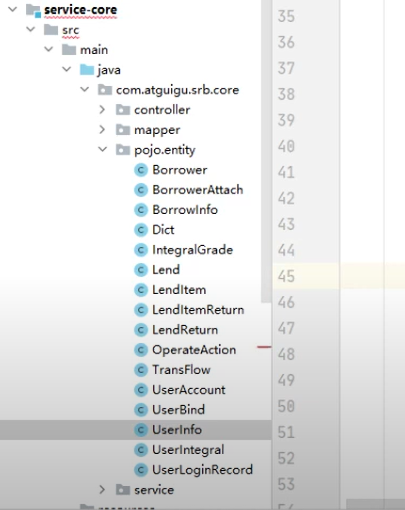 service-core
src
main
java
com.atguigu.srb.core
controller
mapper
pojo.entity
Borrower
BorrowerAttach
BorrowInfo
Dict
IntegralGrade
Lend
LendItem
LendItemReturn
LendReturn
OperateAction
TransFlow
UserAccount
UserBind
UserInfo
UserIntegral
UserLoginRecord
service
35
36
37
38
39
40
41
42
43
44
45
46
47
48
49
50
51
52
53